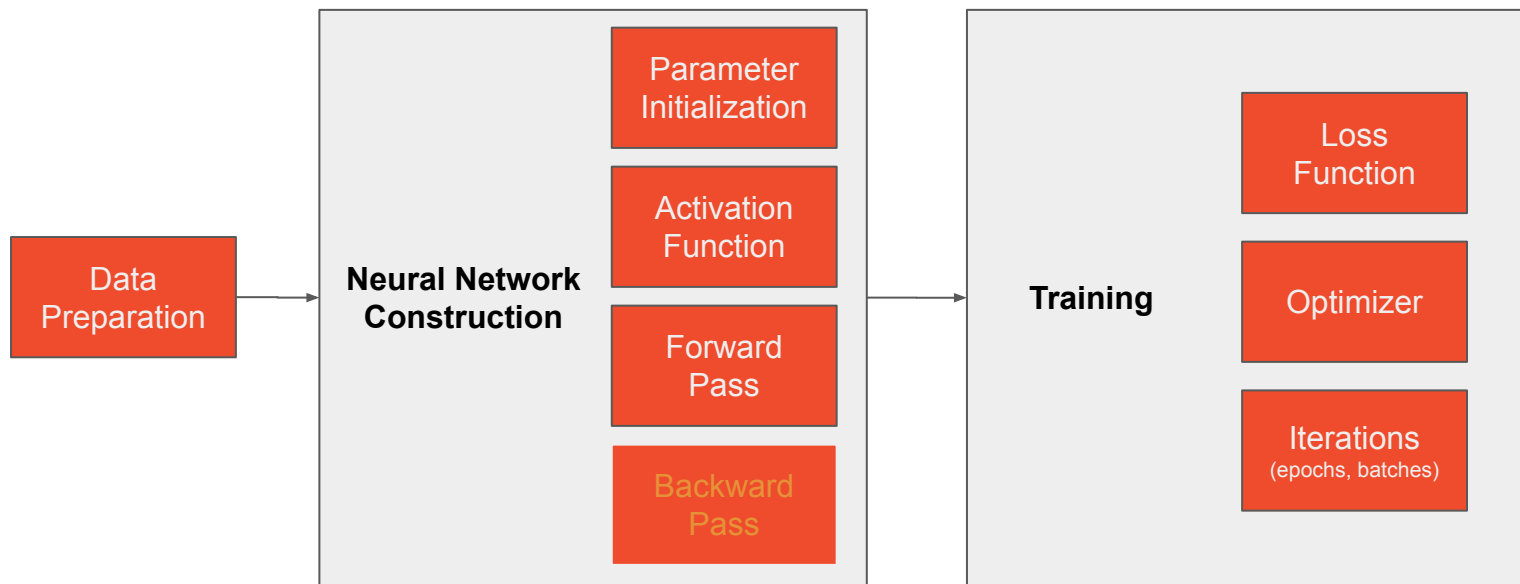 Data
Preparation
Neural Network
Construction
Parameter
Initialization
Activation
Function
Forward
Pass
Backward
Pass
Training
Loss
Function
Optimizer
Iterations
(epochs, batches)